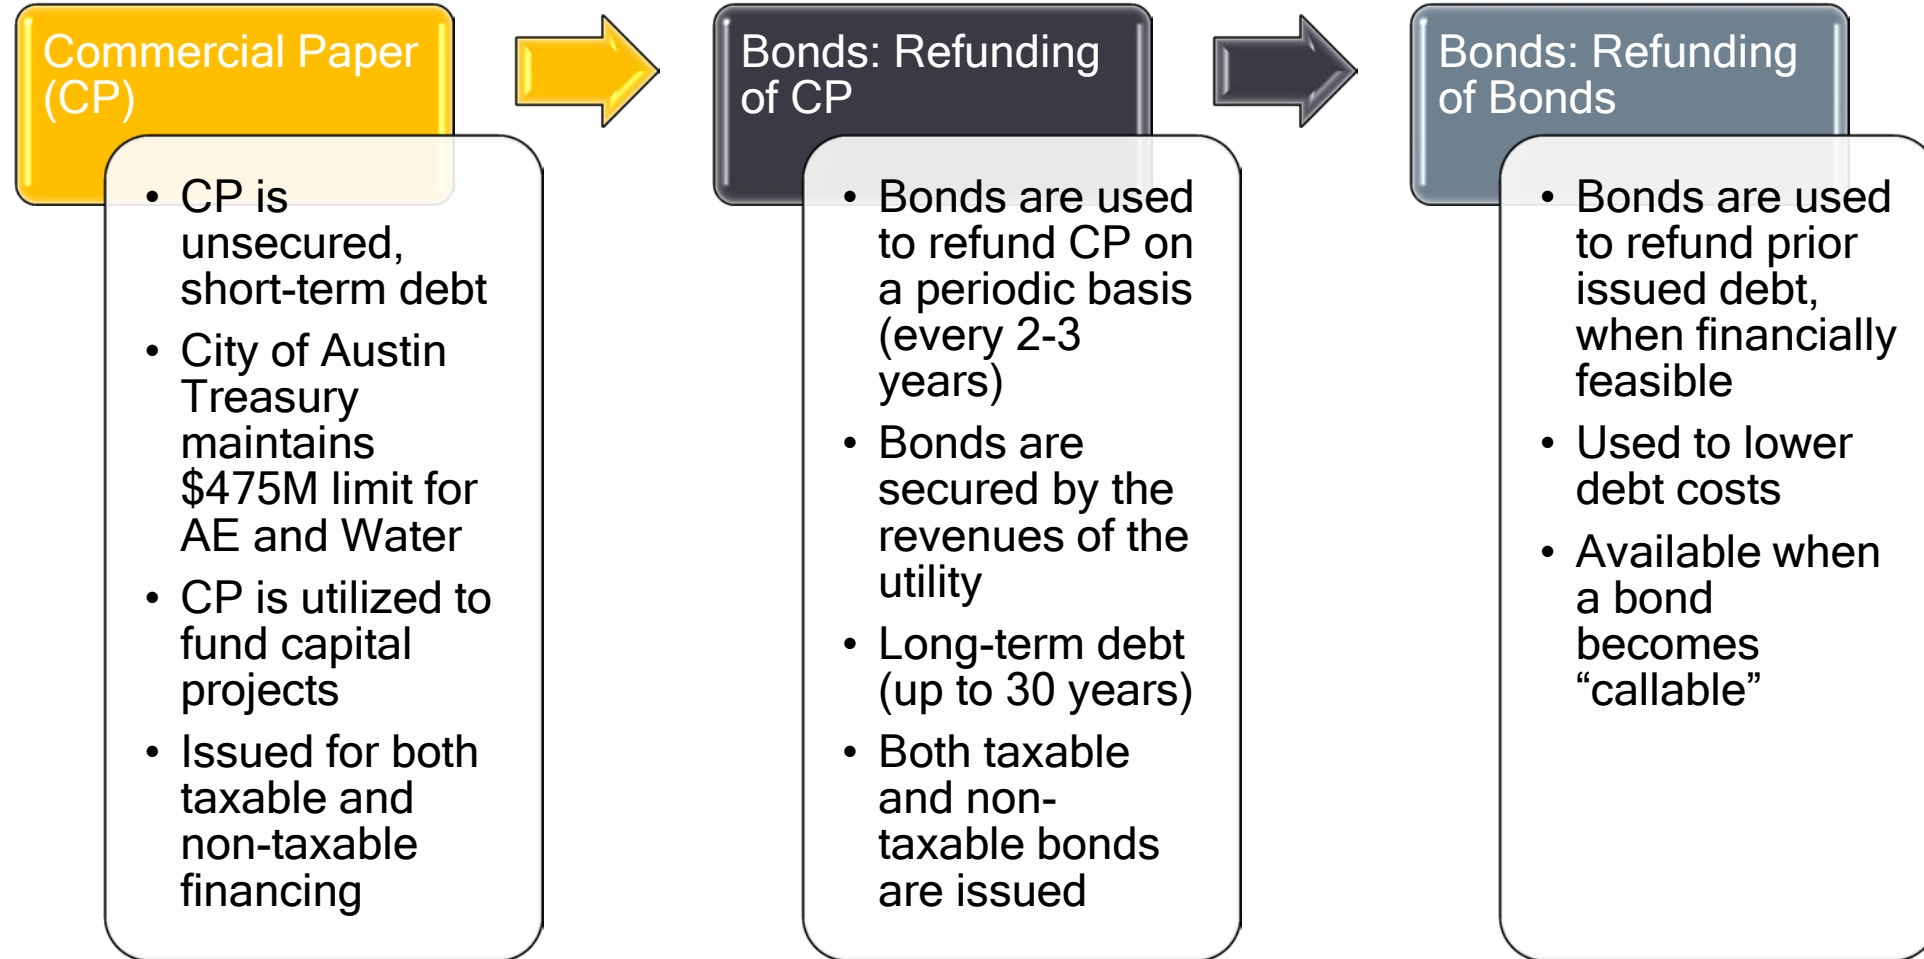 Commercial Paper
(CP)
• CP is
unsecured,
short-term debt
• City of Austin
Treasury
maintains
$475M limit for
AE and Water
• CP is utilized to
fund capital
projects
• Issued for both
taxable and
non-taxable
financing
Bonds: Refunding
of CP
• Bonds are used
to refund CP on
a periodic basis
(every 2-3
years)
• Bonds are
secured by the
revenues of the
utility
• Long-term debt
(up to 30 years)
• Both taxable
and non-
taxable bonds
are issued
Bonds: Refunding
of Bonds
• Bonds are used
to refund prior
issued debt,
when financially
feasible
• Used to lower
debt costs
• Available when
a bond
becomes
“callable”